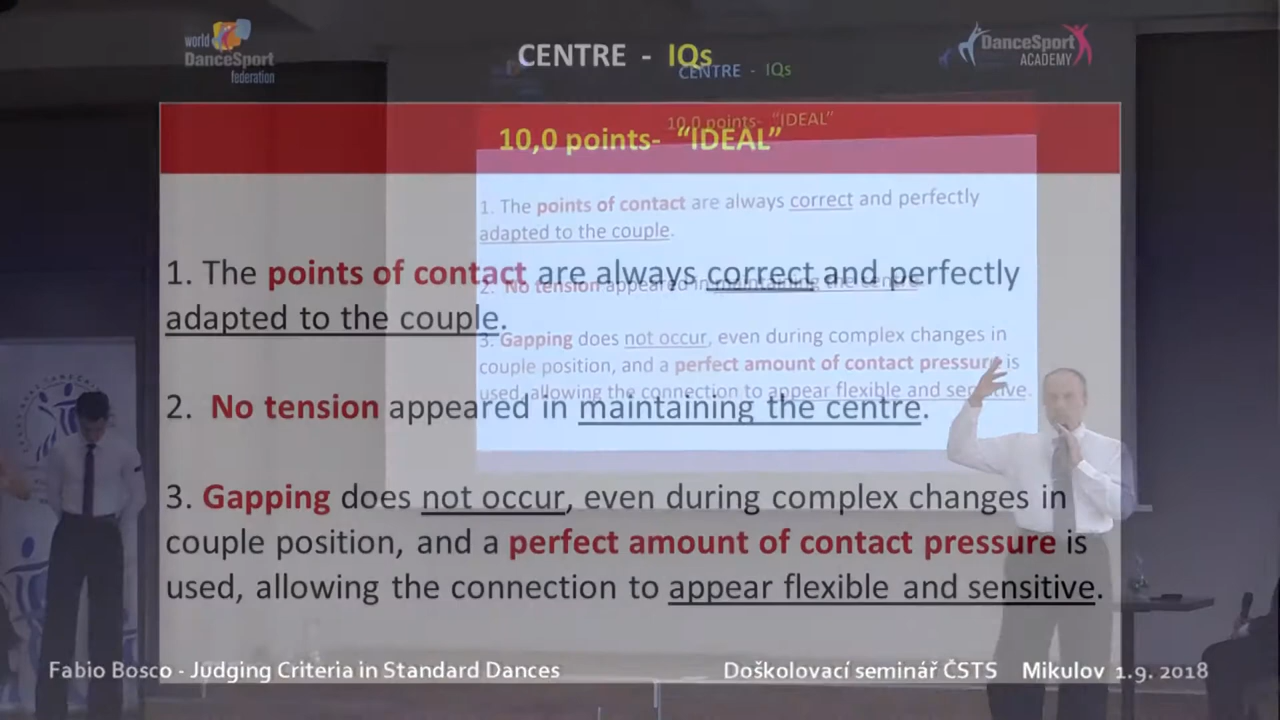 world
DanceSport
federation
CENTRE - IQs
DanceSport
ACADEMY
CENTRE - IQs
10,0 points- "IDEAL"
10,0 points- “IDEAL”
1. The points of contact are always correct and perfectly
adapted to the couple.
2. No tension appeared in maintaining the centre.
3. Gapping does not occur, even during complex changes in
couple position, and a perfect amount of contact pressure is
used, allowing the connection to appear flexible and sensitive.
1. The points of contact are always correct and perfectly
adapted to the couple.
2. No tension appeared in maintaining the centre.
3. Gapping does not occur, even during complex changes in
couple position, and a perfect amount of contact pressure is
used, allowing the connection to appear flexible and sensitive.
Fabio Bosco - Judging Criteria in Standard Dances
Doškolovací seminář ČSTS Mikulov 1.9. 2018